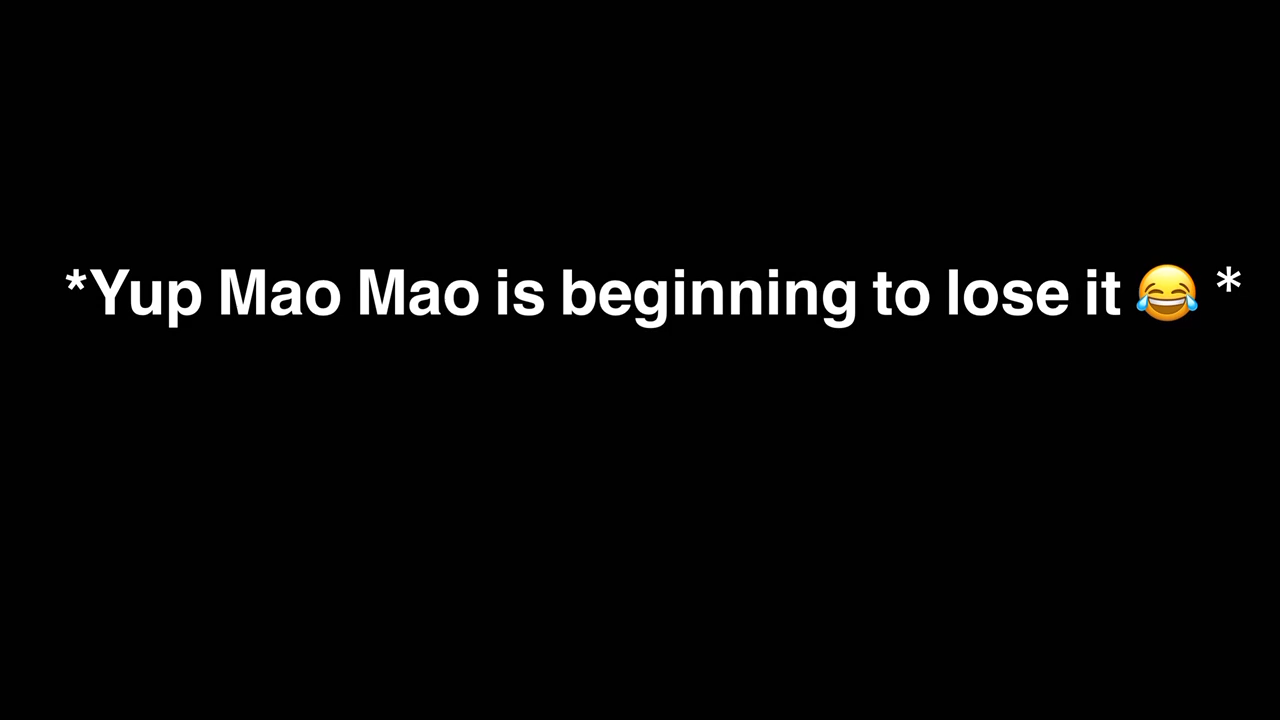 *Yup Mao Mao is beginning to lose it 😂 *